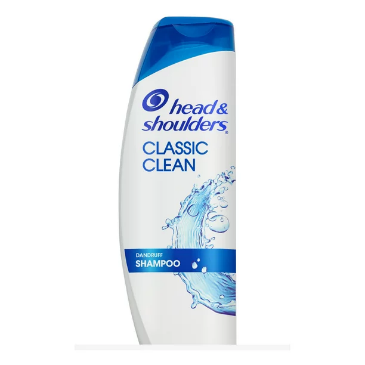 head &
shoulders®
CLASSIC
CLEAN
DANDRUFF
SHAMPOO